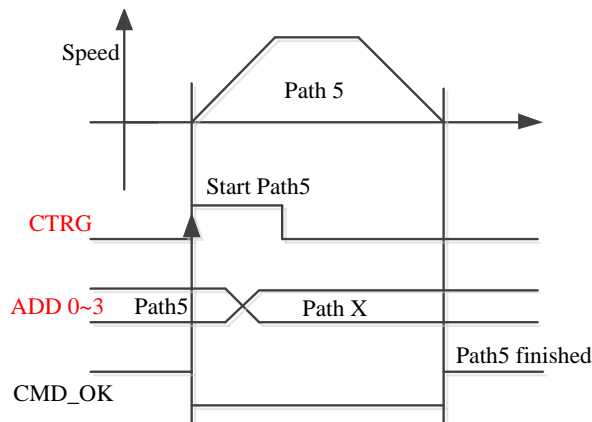 Speed
Path 5
Start Path5
CTRG
ADD 0~3
Path5
Path X
Path5 finished
CMD_OK